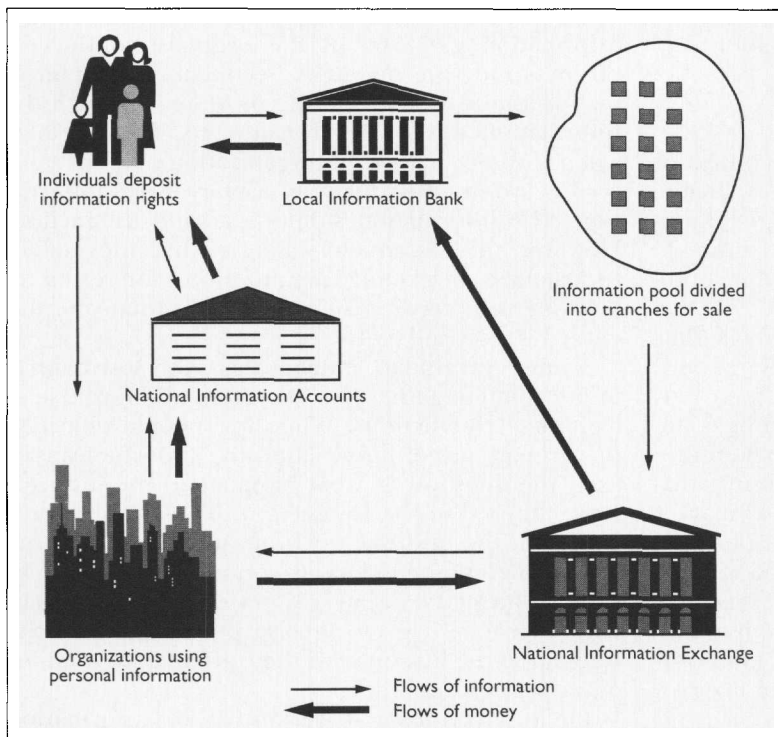 Individuals deposit
information rights
Local Information Bank
Information pool divided
into tranches for sale
National Information Accounts
Organizations using
personal information
National Information Exchange
Flows of information
Flows of money